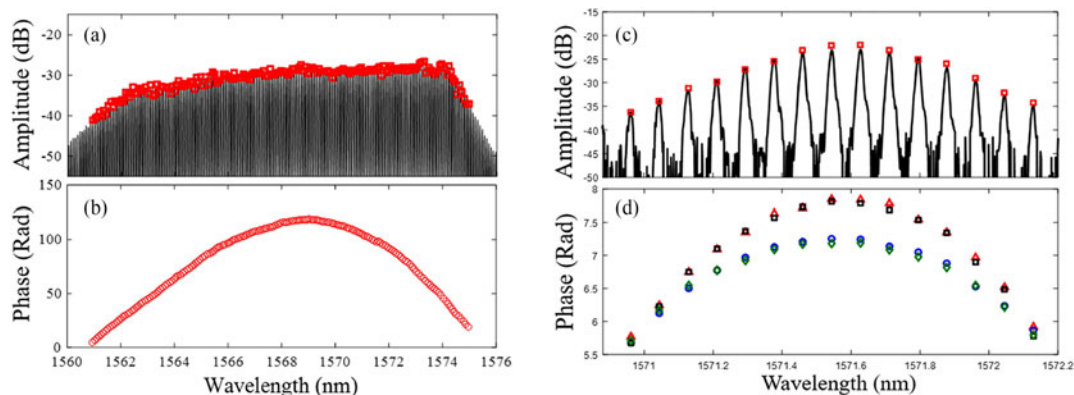 (a)
Amplitude (dB)
-20
-30
-40
-50
(b)
Phase (Rad)
150
100
50
0
1560 1562 1564 1566 1568 1570 1572 1574 1576
Wavelength (nm)
(c)
Amplitude (dB)
-15
-20
-25
-30
-35
-40
-45
-50
(d)
Phase (Rad)
8
7.5
7
6.5
6
5.5
1571 1571.2 1571.4 1571.6 1571.8 1572 1572.2
Wavelength (nm)